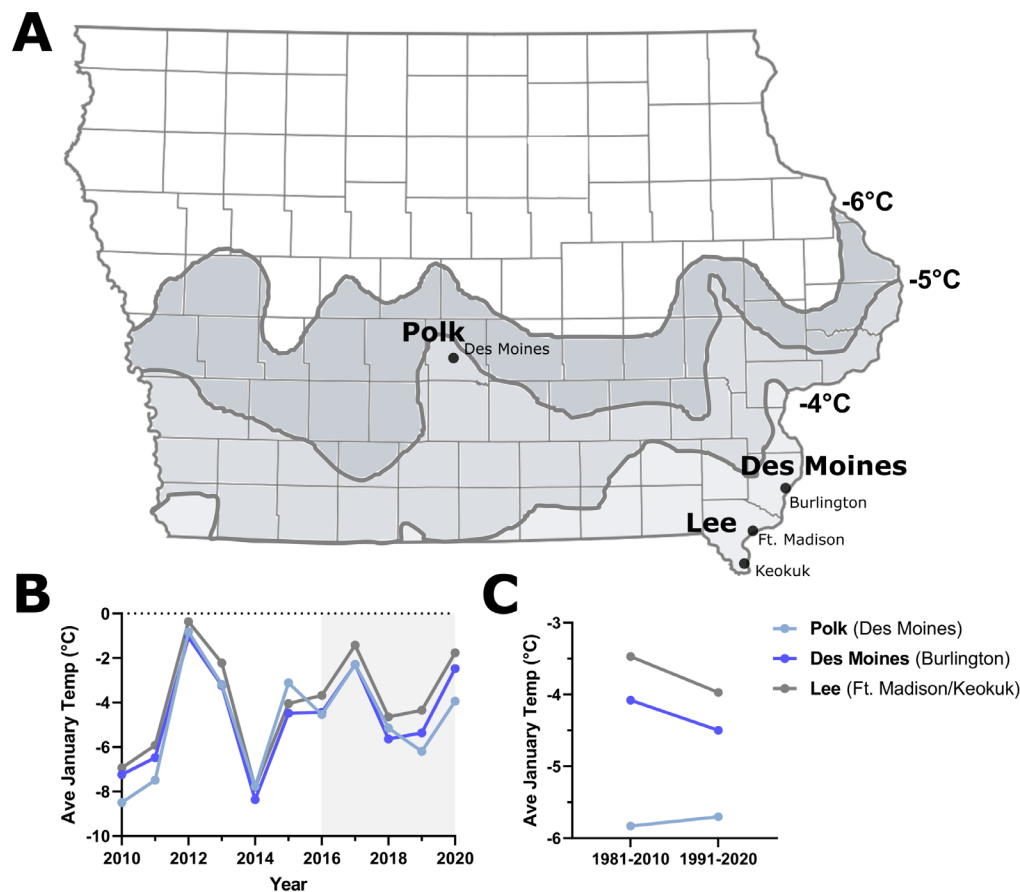 A
-6°C
-5°C
Polk
Des Moines
-4°C
Des Moines
Burlington
Lee
Ft. Madison
Keokuk
B
Ave January Temp (°C)
0
-2
-4
-6
-8
-10
2010 2012 2014 2016 2018 2020
Year
C
Ave January Temp (°C)
-3
-4
-5
-6
1981-2010 1991-2020
Polk (Des Moines)
Des Moines (Burlington)
Lee (Ft. Madison/Keokuk)